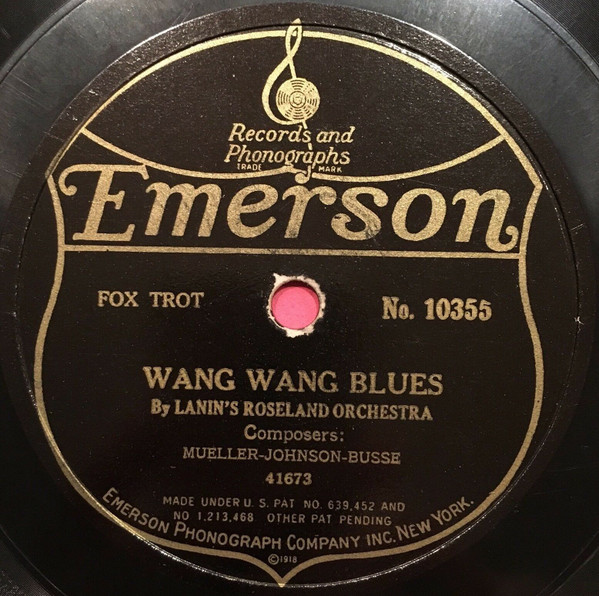 Records and
Phonographs
TRADE MARK
Emerson
FOX TROT No. 10355
WANG WANG BLUES
By LANIN'S ROSELAND ORCHESTRA
Composers:
MUELLER-JOHNSON-BUSSE
41673
MADE UNDER U.S. PAT NO. 639,452 AND
NO 1,213,468 OTHER PAT PENDING
EMERSON PHONOGRAPH COMPANY INC. NEW YORK.
©1918